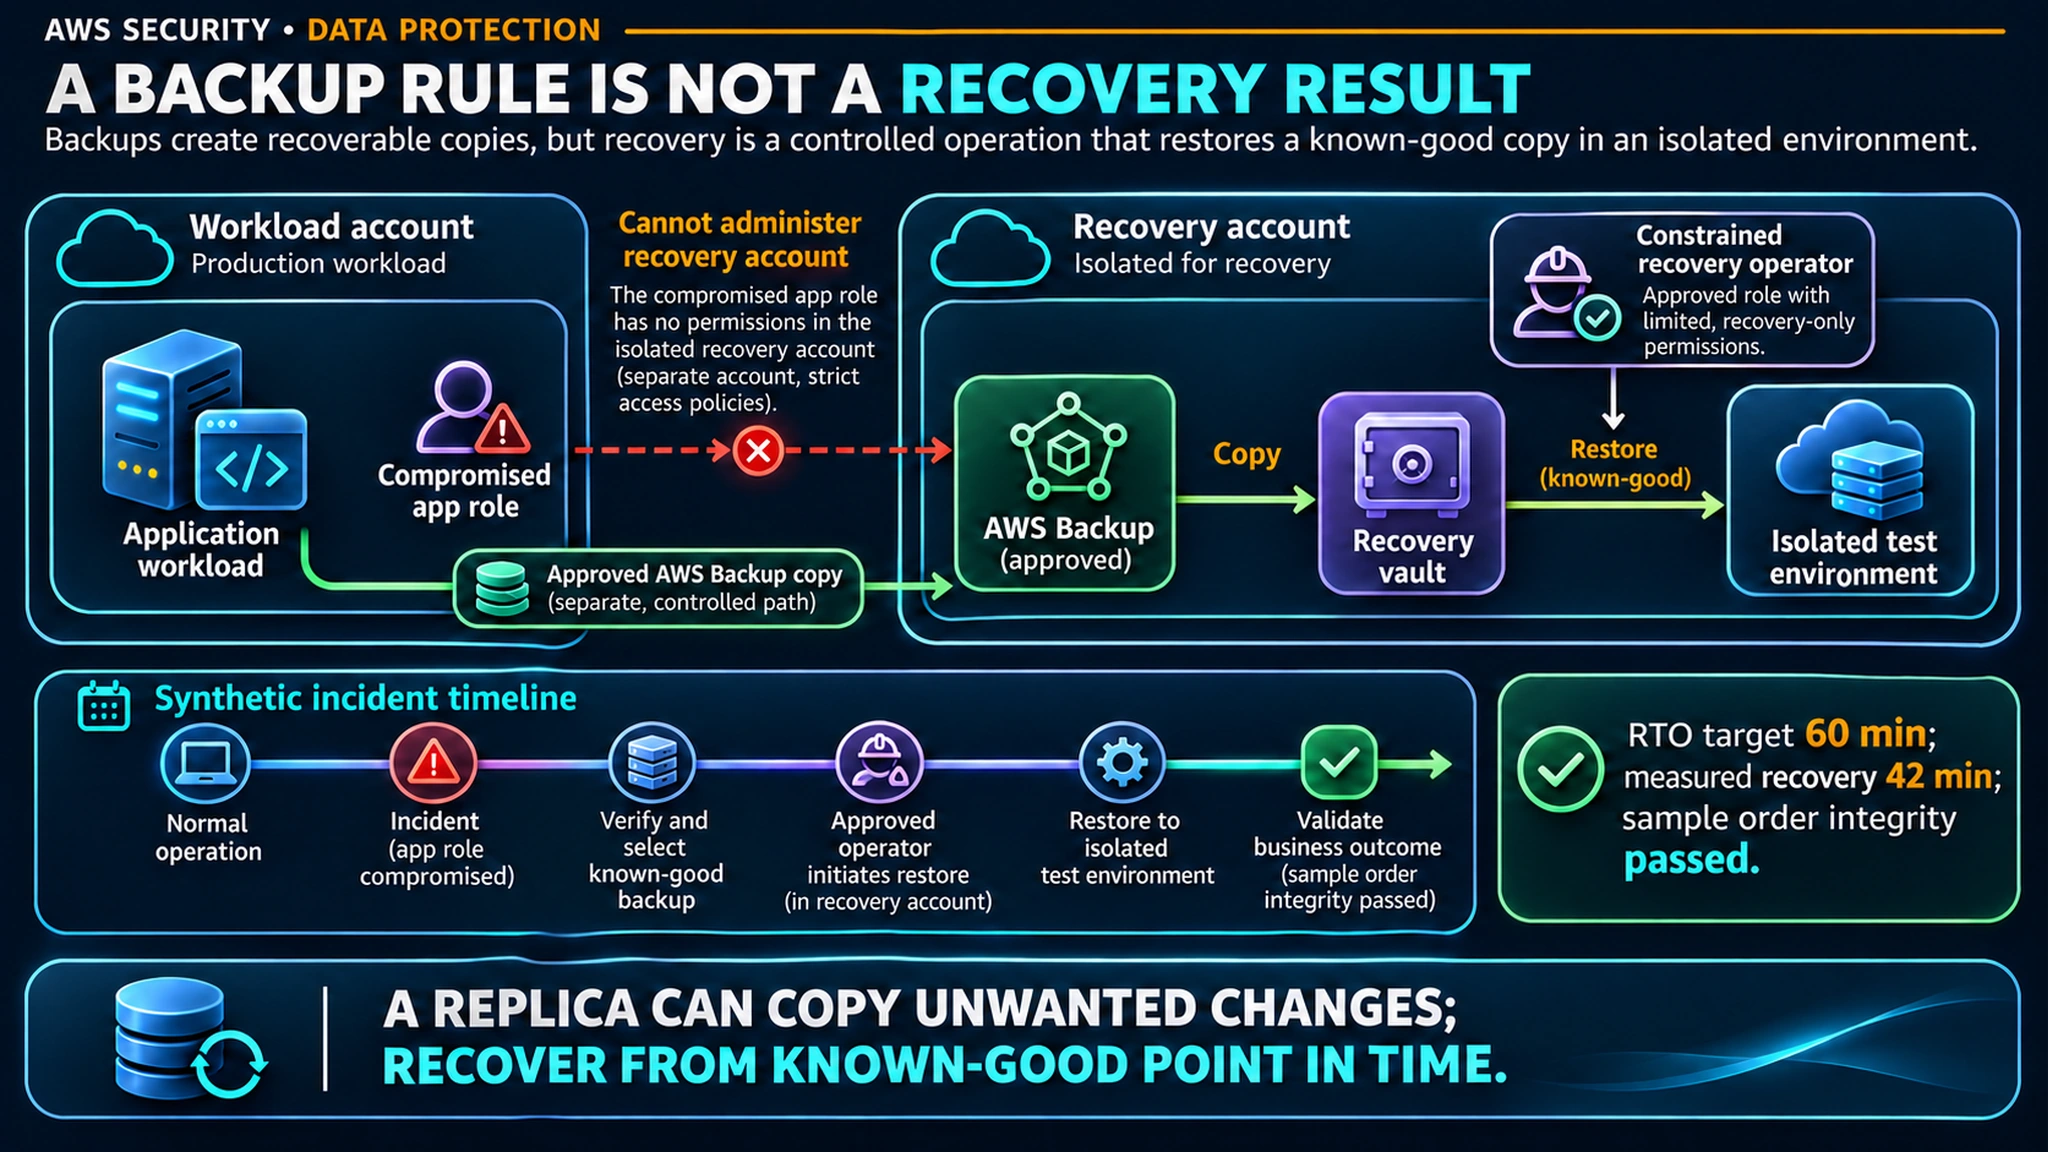 AWS SECURITY • DATA PROTECTION
A BACKUP RULE IS NOT A RECOVERY RESULT
Backups create recoverable copies, but recovery is a controlled operation that restores a known-good copy in an isolated environment.
Workload account
Production workload
Application
workload
Compromised
app role
Cannot administer
recovery account
The compromised app role
has no permissions in the
isolated recovery account
(separate account, strict
access policies).
Approved AWS Backup copy
(separate, controlled path)
Recovery account
Isolated for recovery
Constrained
recovery operator
Approved role with
limited, recovery-only
permissions.
AWS Backup
(approved)
Copy
Recovery
vault
Restore
(known-good)
Isolated test
environment
Synthetic incident timeline
Normal
operation
Incident
(app role
compromised)
Verify and
select
known-good
backup
Approved
operator
initiates restore
(in recovery account)
Restore to
isolated
test environment
Validate
business outcome
(sample order
integrity passed)
RTO target 60 min;
measured recovery 42 min;
sample order integrity
passed.
A REPLICA CAN COPY UNWANTED CHANGES;
RECOVER FROM KNOWN-GOOD POINT IN TIME.